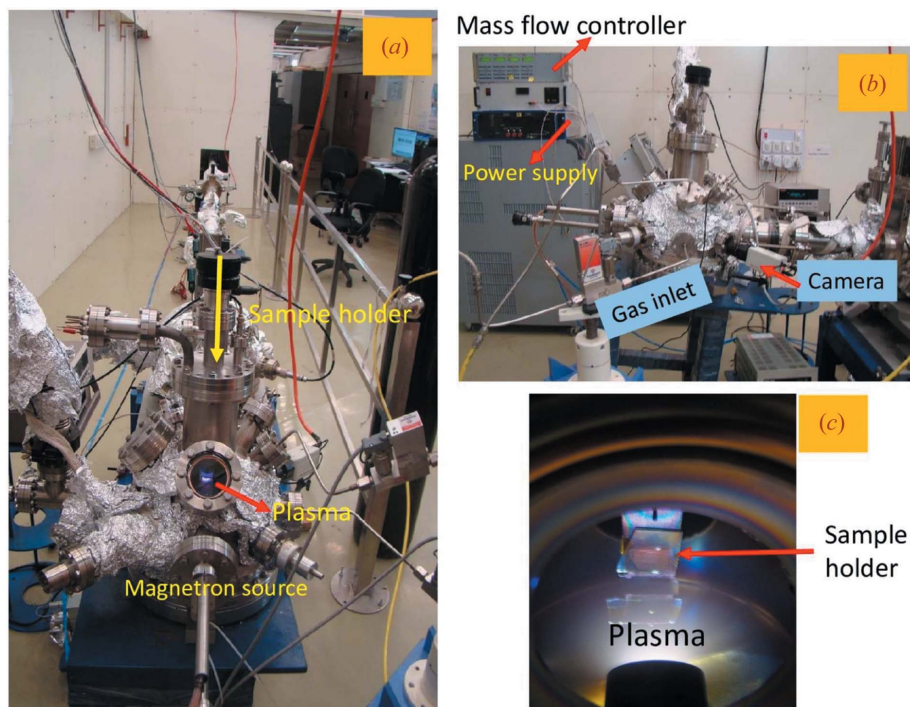 (a)
Sample holder
Plasma
Magnetron source
Mass flow controller
(b)
Power supply
Gas inlet
Camera
(c)
Sample
holder
Plasma